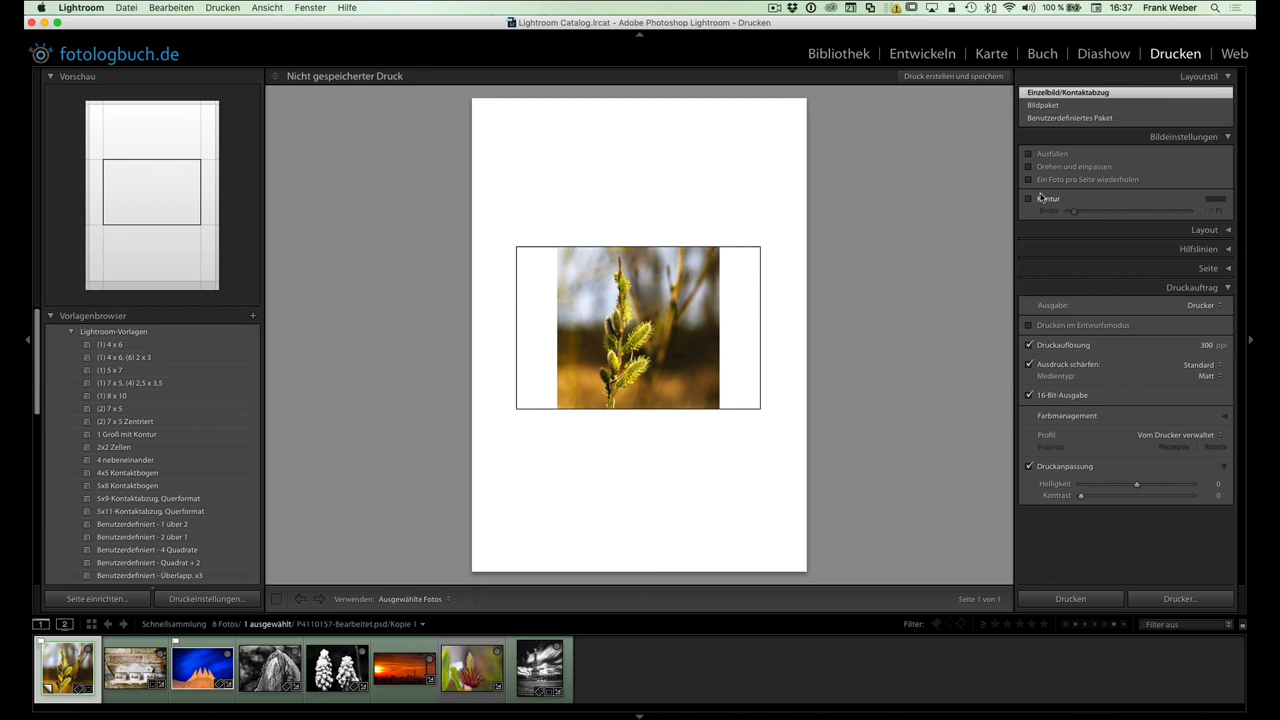 Lightroom Datei Bearbeiten Drucken Ansicht Fenster Hilfe 100 % 16:37 Frank Weber
Lightroom Catalog.lrcat - Adobe Photoshop Lightroom - Drucken
fotologbuch.de
Bibliothek Entwickeln Karte Buch Diashow Drucken Web
Vorschau
Nicht gespeicherter Druck
Druck erstellen und speichern
Layoutstil
Einzelbild/Kontaktabzug
Bildpaket
Benutzerdefiniertes Paket
Bildeinstellungen
Ausfüllen
Drehen und einpassen
Ein Foto pro Seite wiederholen
Kontur
Breite 1,0 Pt
Layout
Hilfslinien
Seite
Druckauftrag
Ausgabe: Drucker
Drucken im Entwurfsmodus
Druckauflösung 300 ppi
Ausdruck schärfen: Standard
Medientyp: Matt
16-Bit-Ausgabe
Farbmanagement
Profil: Vom Drucker verwaltet
Priorität: Perzeptiv Relativ
Druckanpassung
Helligkeit 0
Kontrast 0
Vorlagenbrowser +
Lightroom-Vorlagen
(1) 4 x 6
(1) 4 x 6, (6) 2 x 3
(1) 5 x 7
(1) 7 x 5, (4) 2,5 x 3,5
(1) 8 x 10
(2) 7 x 5
(2) 7 x 5 Zentriert
1 Groß mit Kontur
2x2 Zellen
4 nebeneinander
4x5 Kontaktbogen
5x8 Kontaktbogen
5x9-Kontaktabzug, Querformat
5x11-Kontaktabzug, Querformat
Benutzerdefiniert - 1 über 2
Benutzerdefiniert - 2 über 1
Benutzerdefiniert - 4 Quadrate
Benutzerdefiniert - Quadrat + 2
Benutzerdefiniert - Überlapp. x3
Seite einrichten... Druckeinstellungen...
Verwenden: Ausgewählte Fotos
Seite 1 von 1
Drucken Drucker...
1 2 Schnellsammlung 8 Fotos/ 1 ausgewählt/ P4110157-Bearbeitet.psd/Kopie 1
Filter: Filter aus